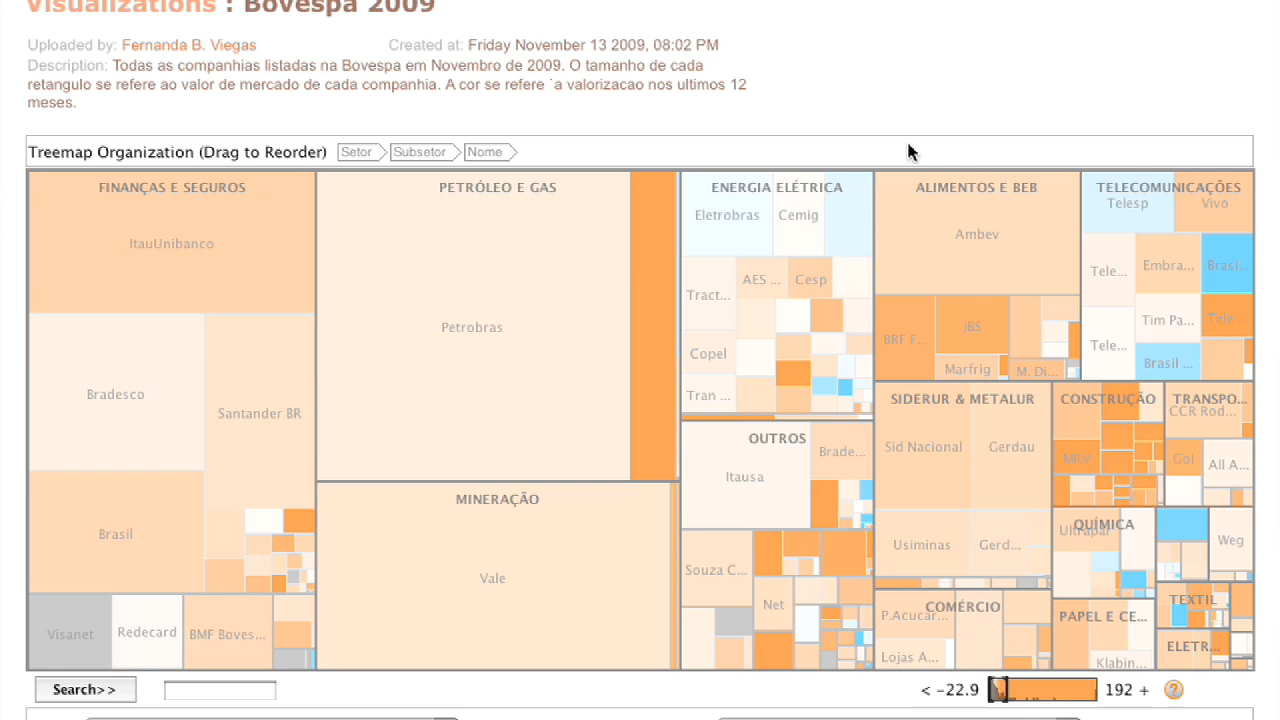 Visualizations : Bovespa 2009
Uploaded by: Fernanda B. Viegas
Created at: Friday November 13 2009, 08:02 PM
Description: Todas as companhias listadas na Bovespa em Novembro de 2009. O tamanho de cada
retangulo se refere ao valor de mercado de cada companhia. A cor se refere `a valorizacao nos ultimos 12
meses.
Treemap Organization (Drag to Reorder)
Setor
Subsetor
Nome
FINANÇAS E SEGUROS
ItauUnibanco
Bradesco
Santander BR
Brasil
Visanet
Redecard
BMF Boves...
PETRÓLEO E GAS
Petrobras
MINERAÇÃO
Vale
ENERGIA ELÉTRICA
Eletrobras
Cemig
AES ...
Cesp
Tract...
Copel
Tran ...
OUTROS
Brade...
Itausa
Souza C...
Net
ALIMENTOS E BEB
Ambev
BRF F...
JBS
Marfrig
M. Di...
TELECOMUNICAÇÕES
Telesp
Vivo
Tele...
Embra...
Brasi...
Tim Pa...
Tele...
Tele...
Brasil ...
SIDERUR & METALUR
Sid Nacional
Gerdau
Usiminas
Gerd...
CONSTRUÇÃO
MRV
TRANSPO...
CCR Rod...
Gol
All A...
QUÍMICA
Ultrapar
Weg
COMÉRCIO
P.Acucar...
Lojas A...
PAPEL E CE...
Klabin...
TEXTIL
ELETR...
Search>>
< -22.9
192 +
?